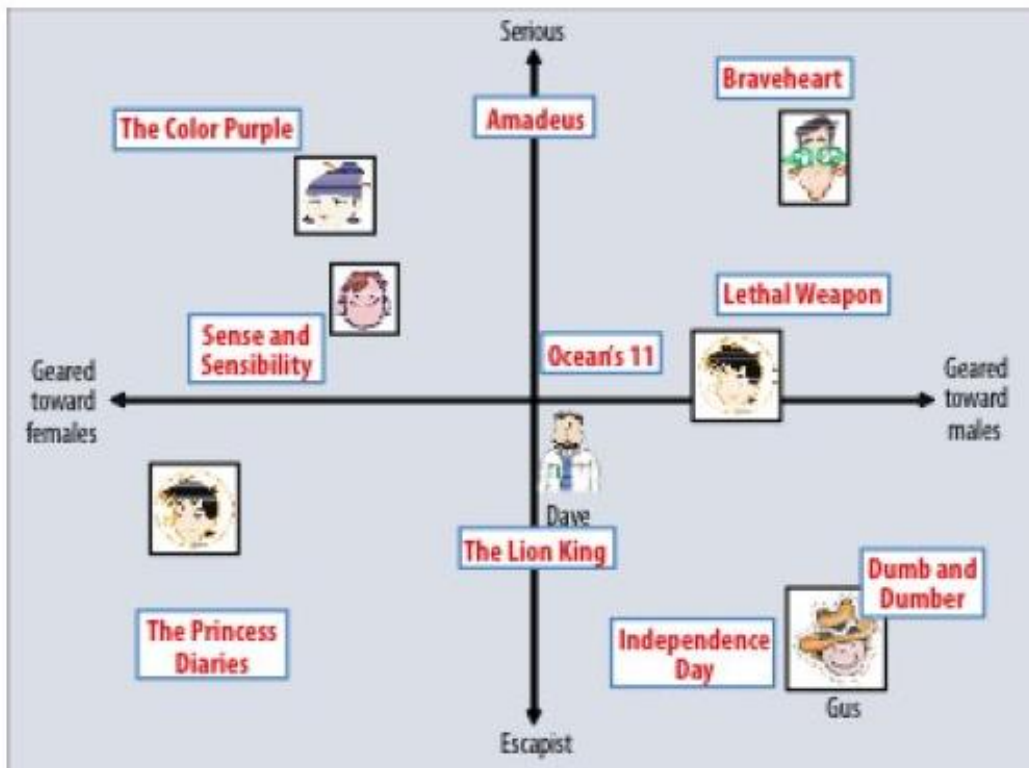 Serious
Braveheart
The Color Purple
Amadeus
Lethal Weapon
Sense and
Sensibility
Ocean's 11
Geared
toward
females
Geared
toward
males
Dave
The Lion King
Dumb and
Dumber
The Princess
Diaries
Independence
Day
Gus
Escapist